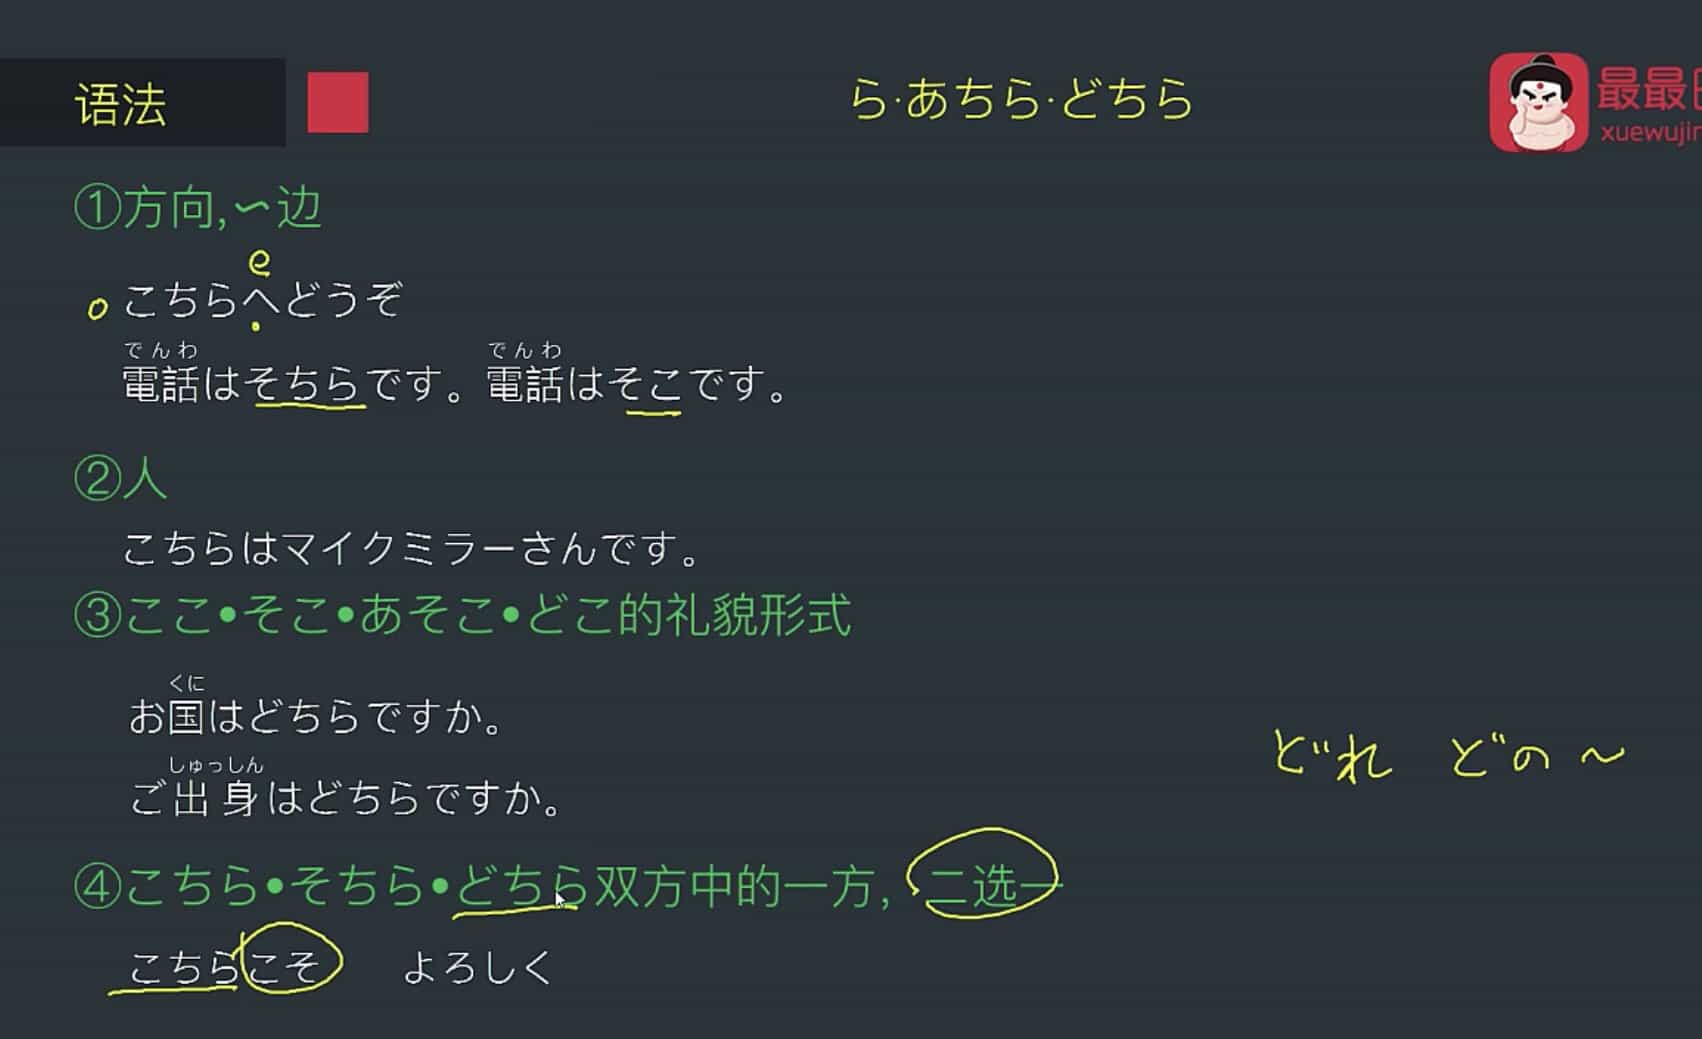 语法
ら·あちら·どちら
最最
xuewujin
①方向,~边
e
こちらへどうぞ
でんわ でんわ
電話はそちらです。電話はそこです。
②人
こちらはマイクミラーさんです。
③ここ•そこ•あそこ•どこ的礼貌形式
くに
お国はどちらですか。
どれ どの~
しゅっしん
ご出身はどちらですか。
④こちら•そちら•どちら双方中的一方,二选一
こちらこそ よろしく